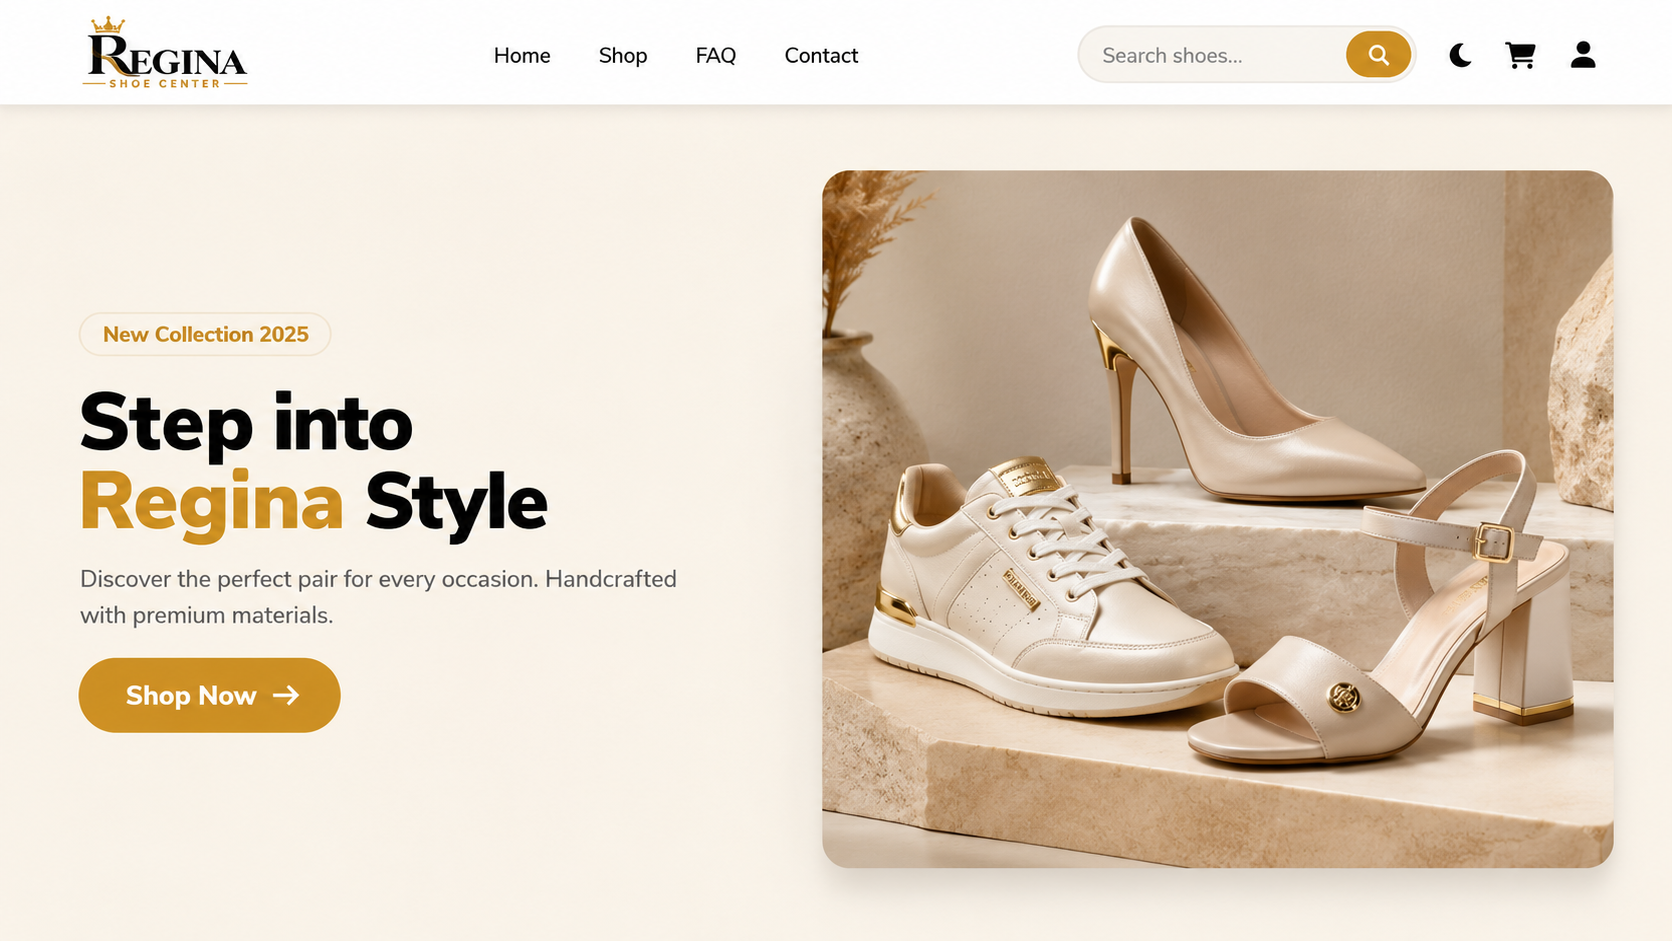 REGINA
SHOE CENTER
Home
Shop
FAQ
Contact
Search shoes...
New Collection 2025
Step into
Regina Style
Discover the perfect pair for every occasion. Handcrafted
with premium materials.
Shop Now